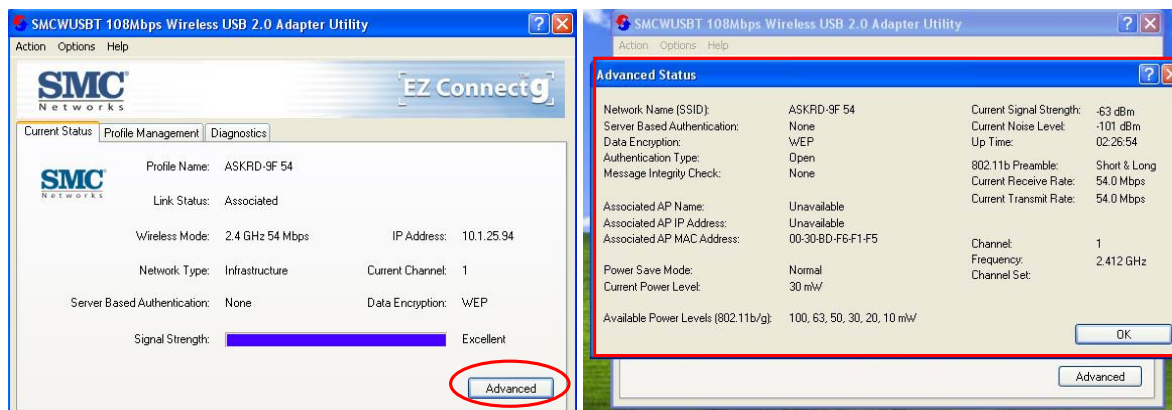 SMCWUSBT 108Mbps Wireless USB 2.0 Adapter Utility
Action Options Help
SMC
Networks
EZ Connect g
Current Status Profile Management Diagnostics
SMC
Networks
Profile Name: ASKRD-9F 54
Link Status: Associated
Wireless Mode: 2.4 GHz 54 Mbps IP Address: 10.1.25.94
Network Type: Infrastructure Current Channel: 1
Server Based Authentication: None Data Encryption: WEP
Signal Strength: Excellent
Advanced
SMCWUSBT 108Mbps Wireless USB 2.0 Adapter Utility
Action Options Help
Advanced Status
Network Name (SSID): ASKRD-9F 54
Server Based Authentication: None
Data Encryption: WEP
Authentication Type: Open
Message Integrity Check: None
Associated AP Name: Unavailable
Associated AP IP Address: Unavailable
Associated AP MAC Address: 00-30-BD-F6-F1-F5
Power Save Mode: Normal
Current Power Level: 30 mW
Available Power Levels (802.11b/g): 100, 63, 50, 30, 20, 10 mW
Current Signal Strength: -63 dBm
Current Noise Level: -101 dBm
Up Time: 02:26:54
802.11b Preamble: Short & Long
Current Receive Rate: 54.0 Mbps
Current Transmit Rate: 54.0 Mbps
Channel: 1
Frequency: 2.412 GHz
Channel Set:
OK
Advanced